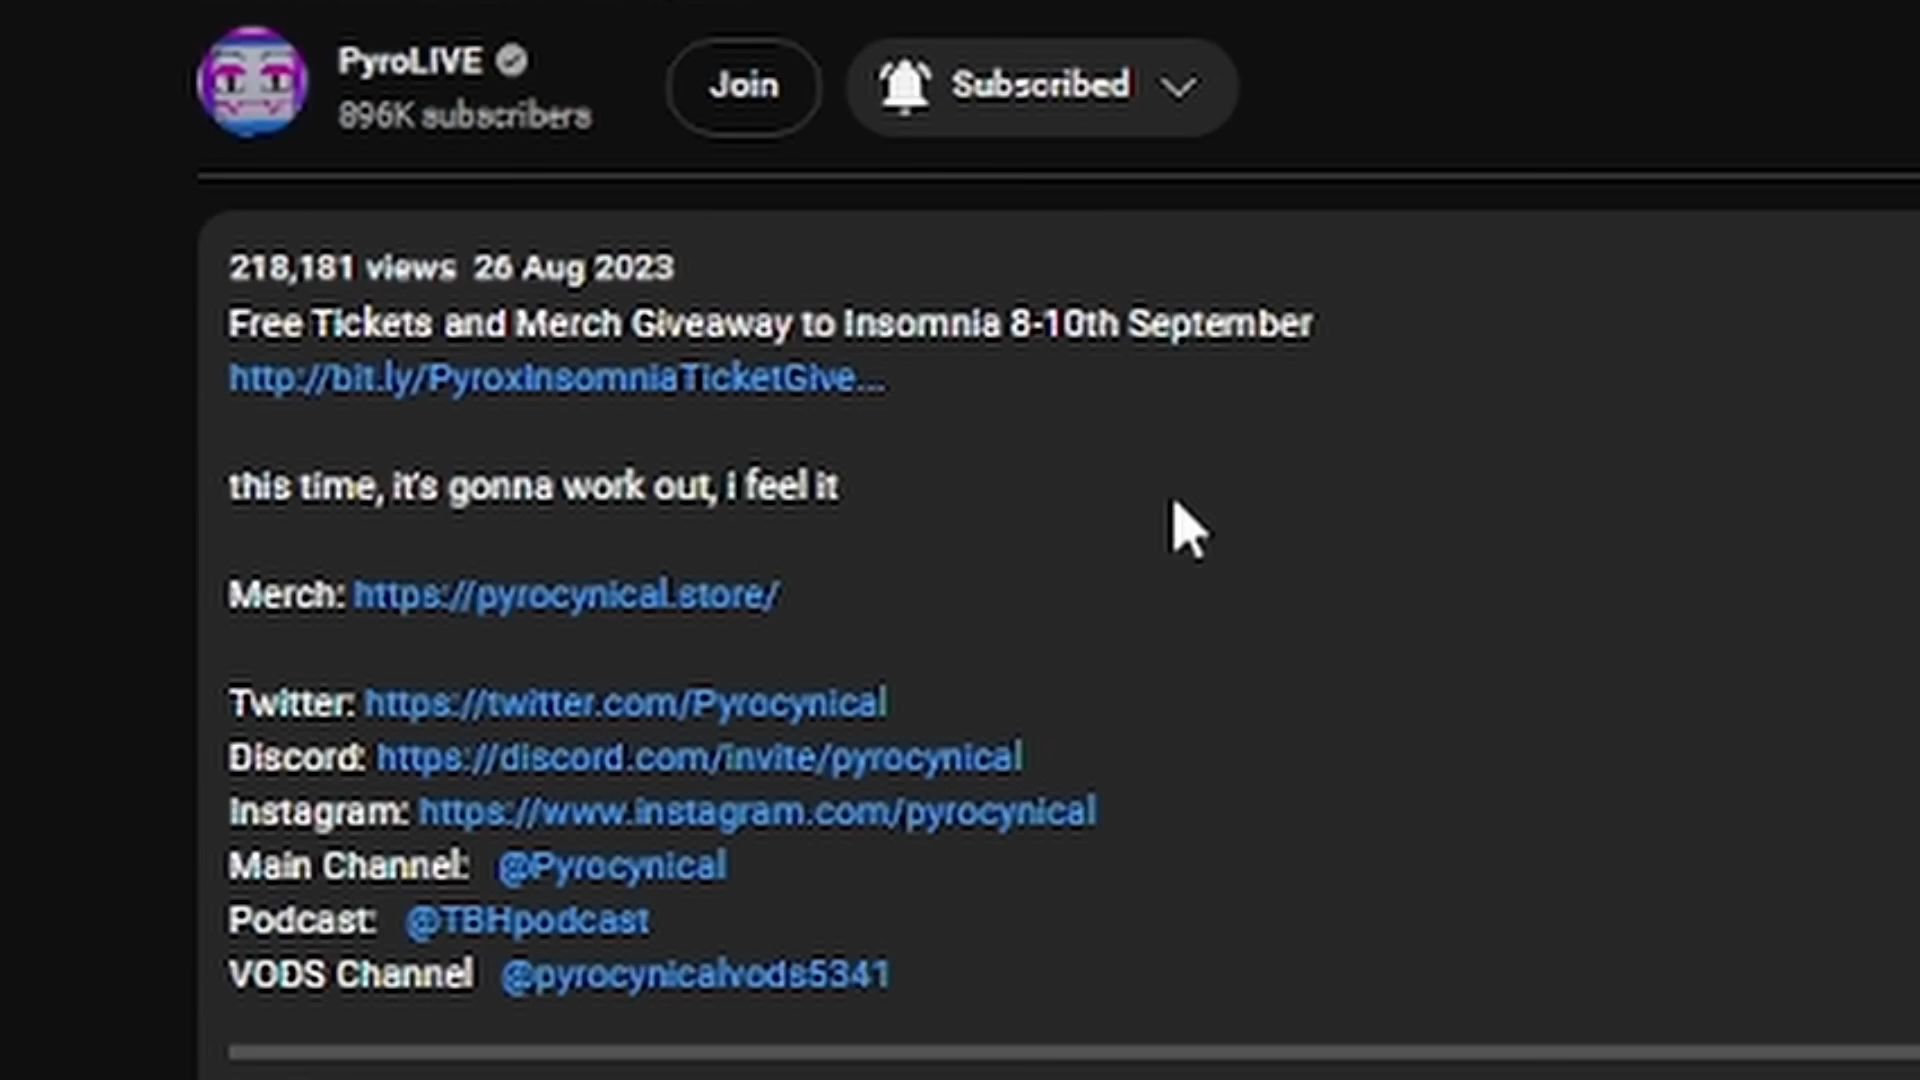 PyroLIVE
896K subscribers
Join
Subscribed
218,181 views 26 Aug 2023
Free Tickets and Merch Giveaway to Insomnia 8-10th September
http://bit.ly/PyroxInsomniaTicketGive...
this time, it's gonna work out, i feel it
Merch: https://pyrocynical.store/
Twitter: https://twitter.com/Pyrocynical
Discord: https://discord.com/invite/pyrocynical
Instagram: https://www.instagram.com/pyrocynical
Main Channel: @Pyrocynical
Podcast: @TBHpodcast
VODS Channel @pyrocynicalvods5341